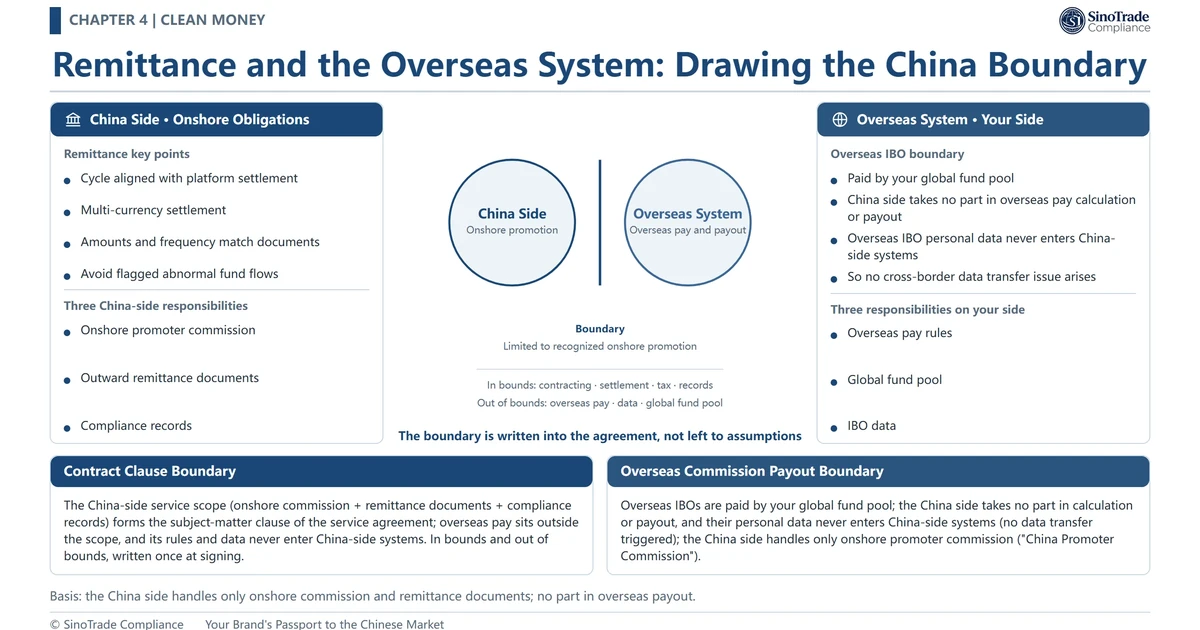 CHAPTER 4 | CLEAN MONEY
SinoTrade
Compliance
Remittance and the Overseas System: Drawing the China Boundary
China Side • Onshore Obligations
Remittance key points
Cycle aligned with platform settlement
Multi-currency settlement
Amounts and frequency match documents
Avoid flagged abnormal fund flows
Three China-side responsibilities
Onshore promoter commission
Outward remittance documents
Compliance records
China Side
Onshore promotion
Overseas System
Overseas pay and payout
Boundary
Limited to recognized onshore promotion
In bounds: contracting · settlement · tax · records
Out of bounds: overseas pay · data · global fund pool
The boundary is written into the agreement, not left to assumptions
Overseas System • Your Side
Overseas IBO boundary
Paid by your global fund pool
China side takes no part in overseas pay calculation
or payout
Overseas IBO personal data never enters China-
side systems
So no cross-border data transfer issue arises
Three responsibilities on your side
Overseas pay rules
Global fund pool
IBO data
Contract Clause Boundary
The China-side service scope (onshore commission + remittance documents + compliance
records) forms the subject-matter clause of the service agreement; overseas pay sits outside
the scope, and its rules and data never enter China-side systems. In bounds and out of
bounds, written once at signing.
Overseas Commission Payout Boundary
Overseas IBOs are paid by your global fund pool; the China side takes no part in calculation
or payout, and their personal data never enters China-side systems (no data transfer
triggered); the China side handles only onshore promoter commission ("China Promoter
Commission").
Basis: the China side handles only onshore commission and remittance documents; no part in overseas payout.
© SinoTrade Compliance Your Brand's Passport to the Chinese Market